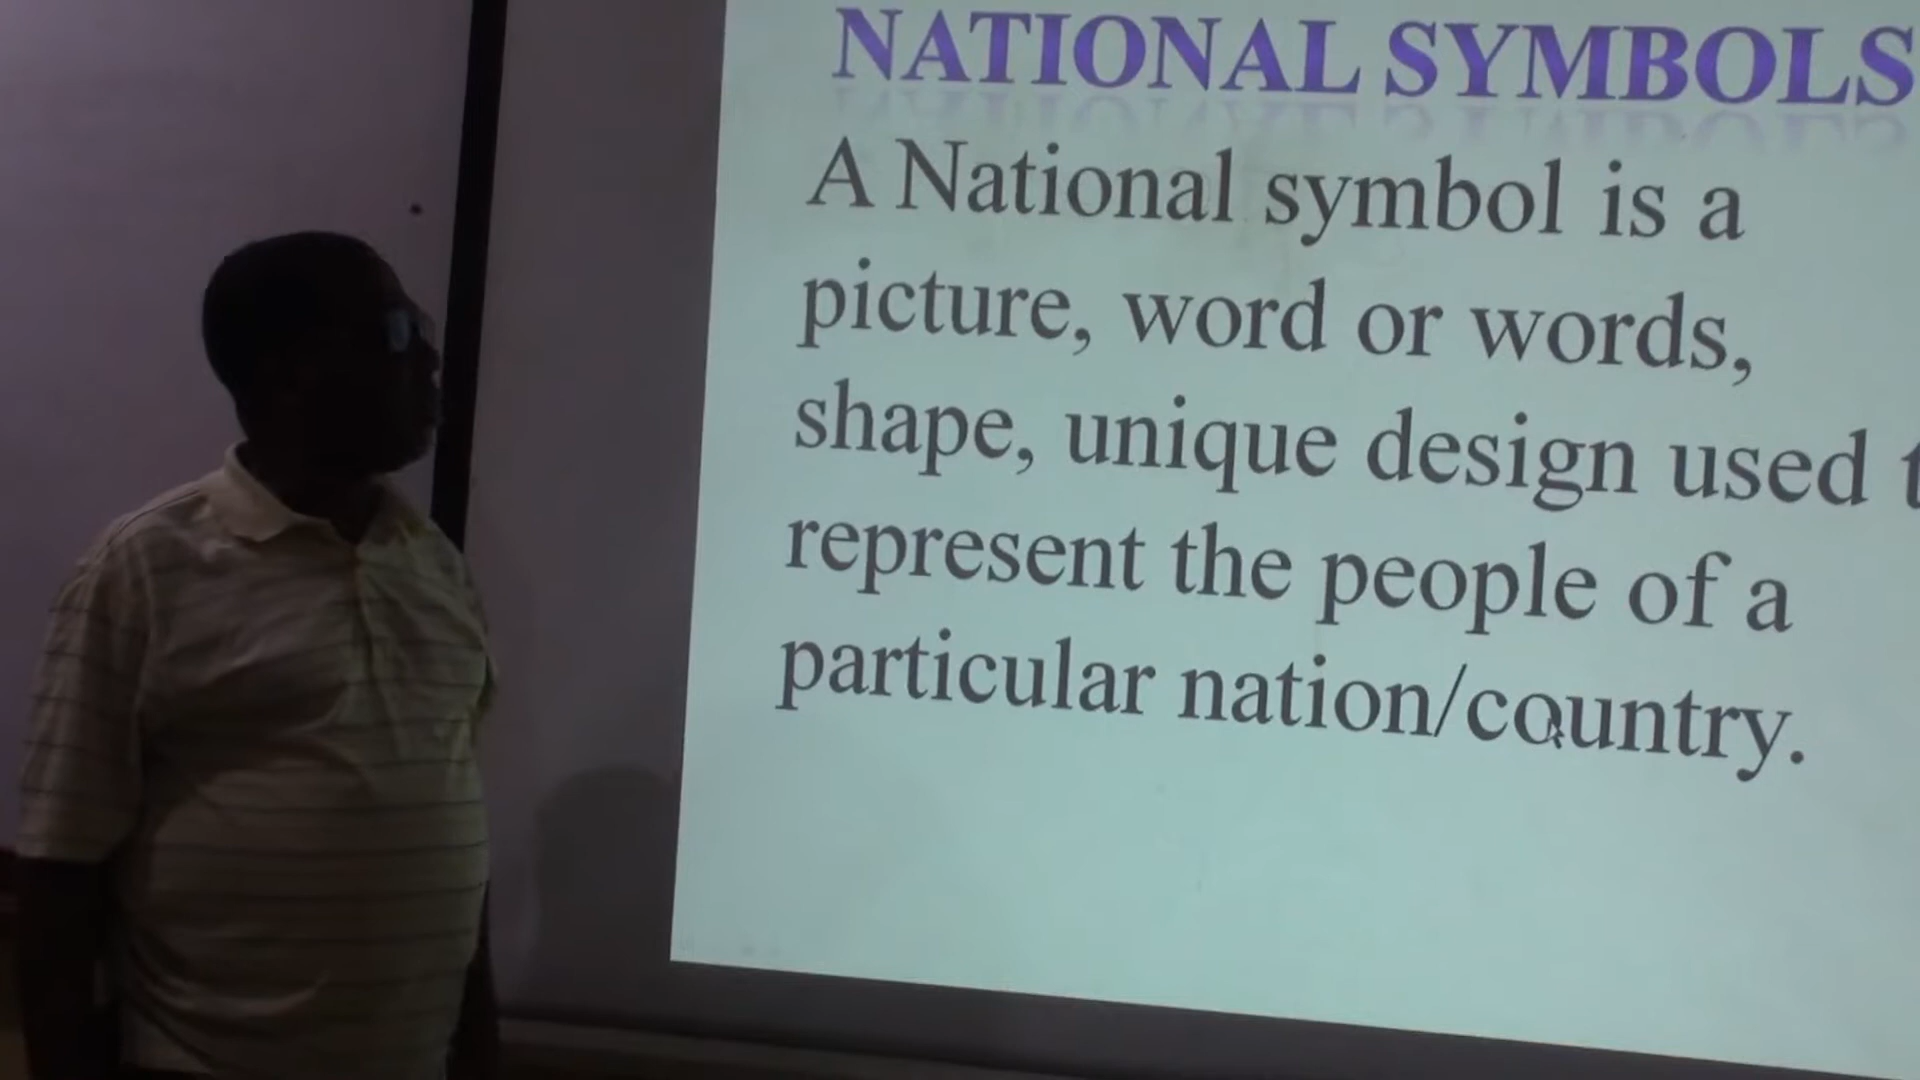 NATIONAL SYMBOLS
A National symbol is a
picture, word or words,
shape, unique design used
represent the people of a
particular nation/country.